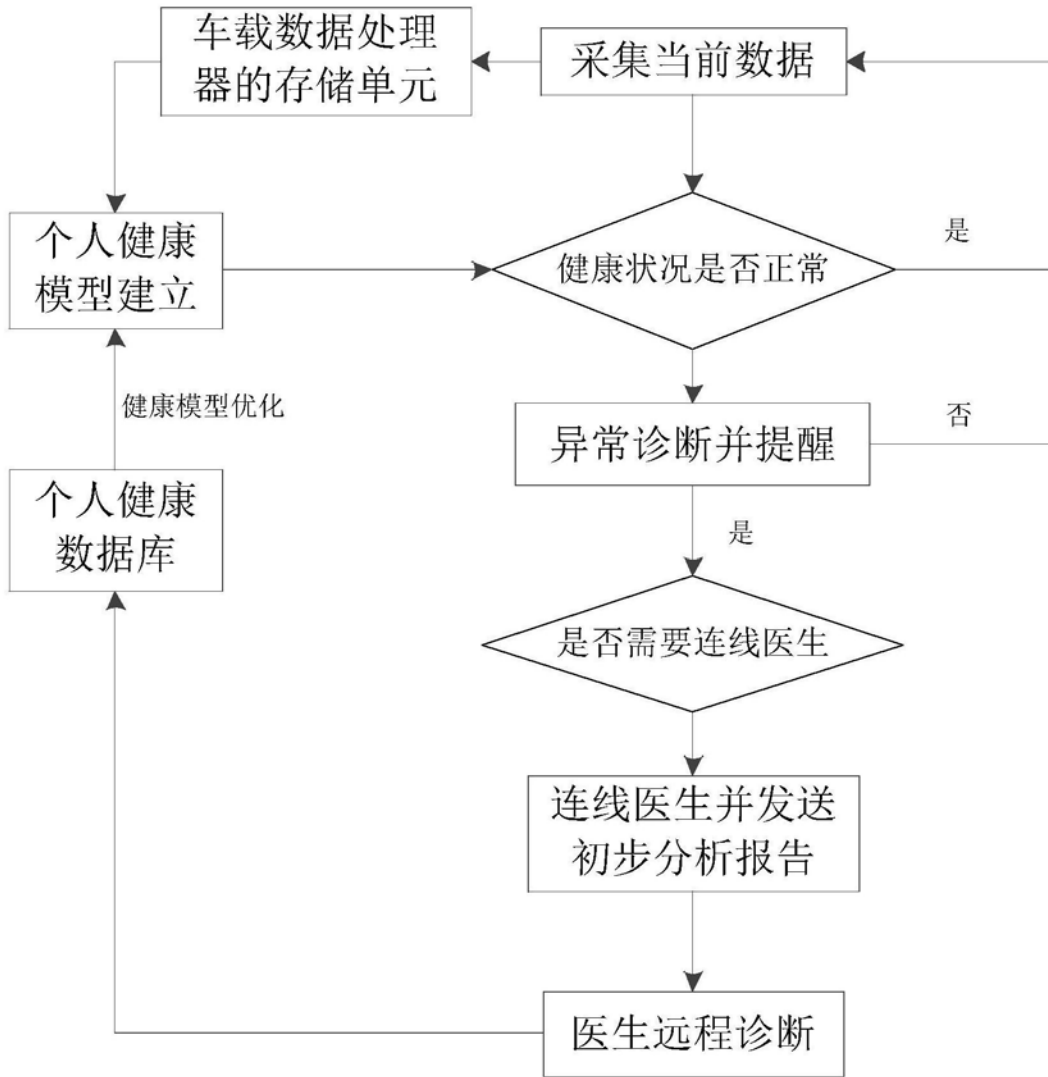 车载数据处理
器的存储单元
采集当前数据
个人健康
模型建立
健康状况是否正常
是
健康模型优化
异常诊断并提醒
否
个人健康
数据库
是
是否需要连线医生
连线医生并发送
初步分析报告
医生远程诊断